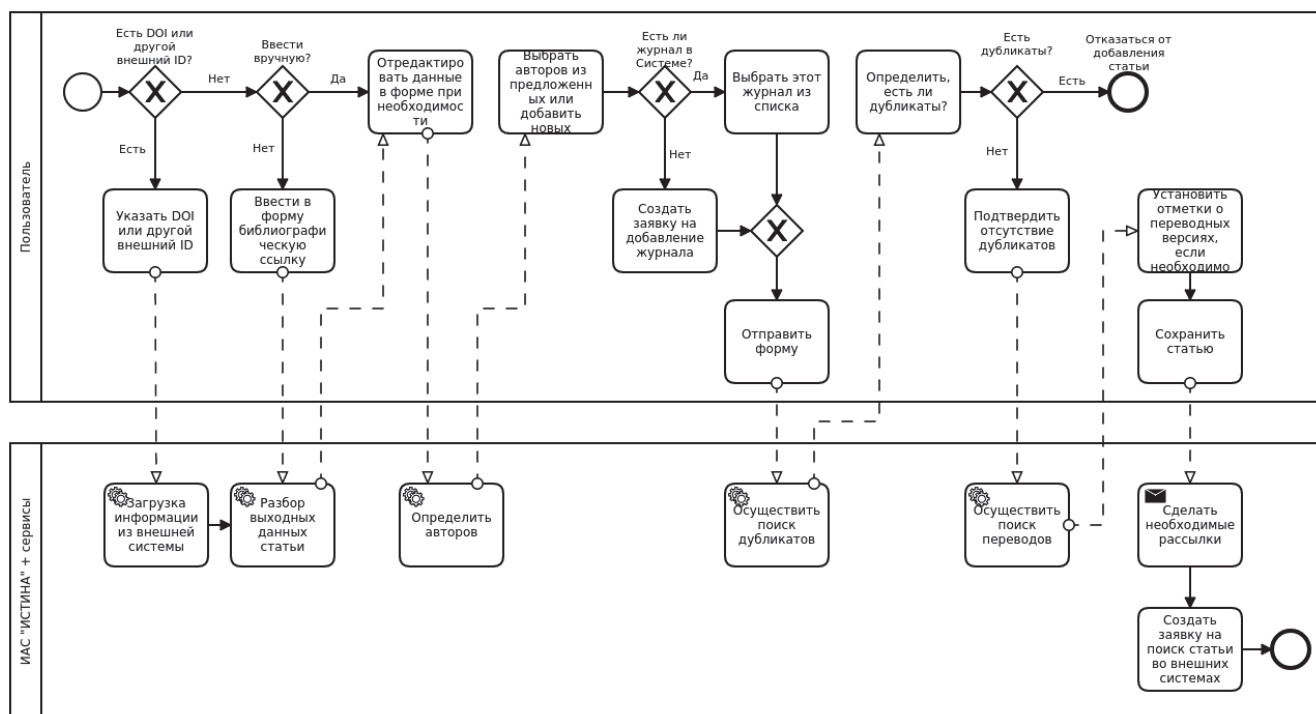 Пользователь
Есть DOI или
другой
внешний ID?
Нет
Есть
Ввести
вручную?
Да
Нет
Отредактиро
вать данные
в форме при
необходимос
ти
Указать DOI
или другой
внешний ID
Ввести в
форму
библиографи
ческую
ссылку
Выбрать
авторов из
предложенн
ых или
добавить
новых
Есть ли
журнал в
Системе?
Да
Нет
Выбрать этот
журнал из
списка
Создать
заявку на
добавление
журнала
Отправить
форму
Определить,
есть ли
дубликаты?
Есть
дубликаты?
Есть
Нет
Отказаться от
добавления
статьи
Подтвердить
отсутствие
дубликатов
Установить
отметки о
переводных
версиях,
если
необходимо
Сохранить
статью
ИАС "ИСТИНА" + сервисы
Загрузка
информации
из внешней
системы
Разбор
выходных
данных
статьи
Определить
авторов
Осуществить
поиск
дубликатов
Осуществить
поиск
переводов
Сделать
необходимые
рассылки
Создать
заявку на
поиск статьи
во внешних
системах